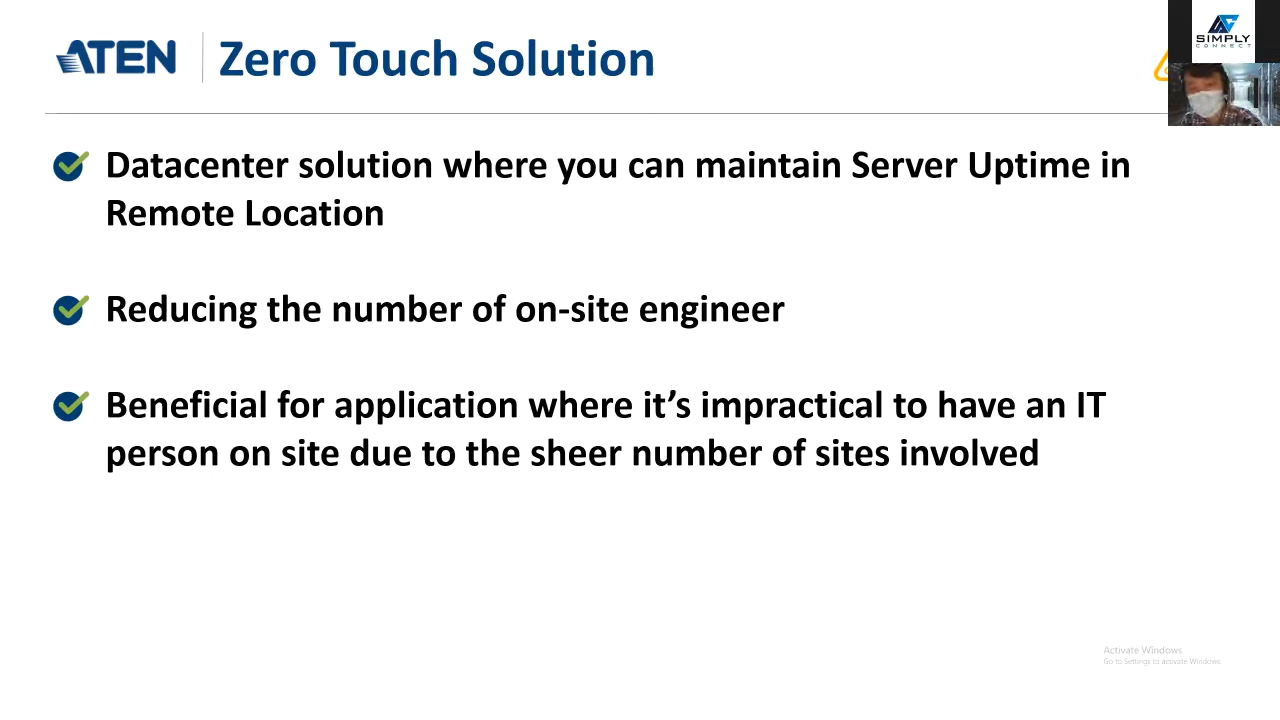 ATEN
Zero Touch Solution
SIMPLY
CONNECT
Datacenter solution where you can maintain Server Uptime in
Remote Location
Reducing the number of on-site engineer
Beneficial for application where it’s impractical to have an IT
person on site due to the sheer number of sites involved
Activate Windows
Go to Settings to activate Windows.